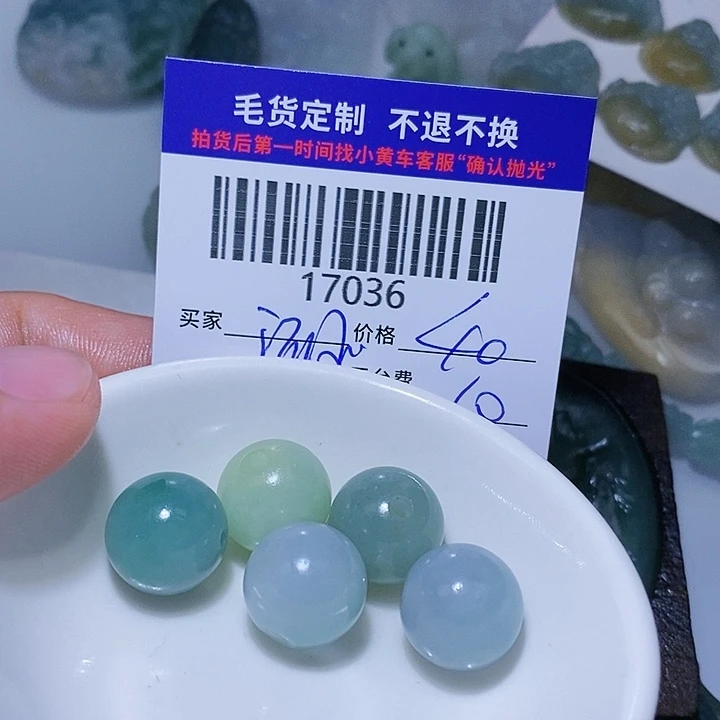 毛货定制 不退不换
拍货后第一时间找小黄车客服“确认抛光”
17036
买家 价格 40
10